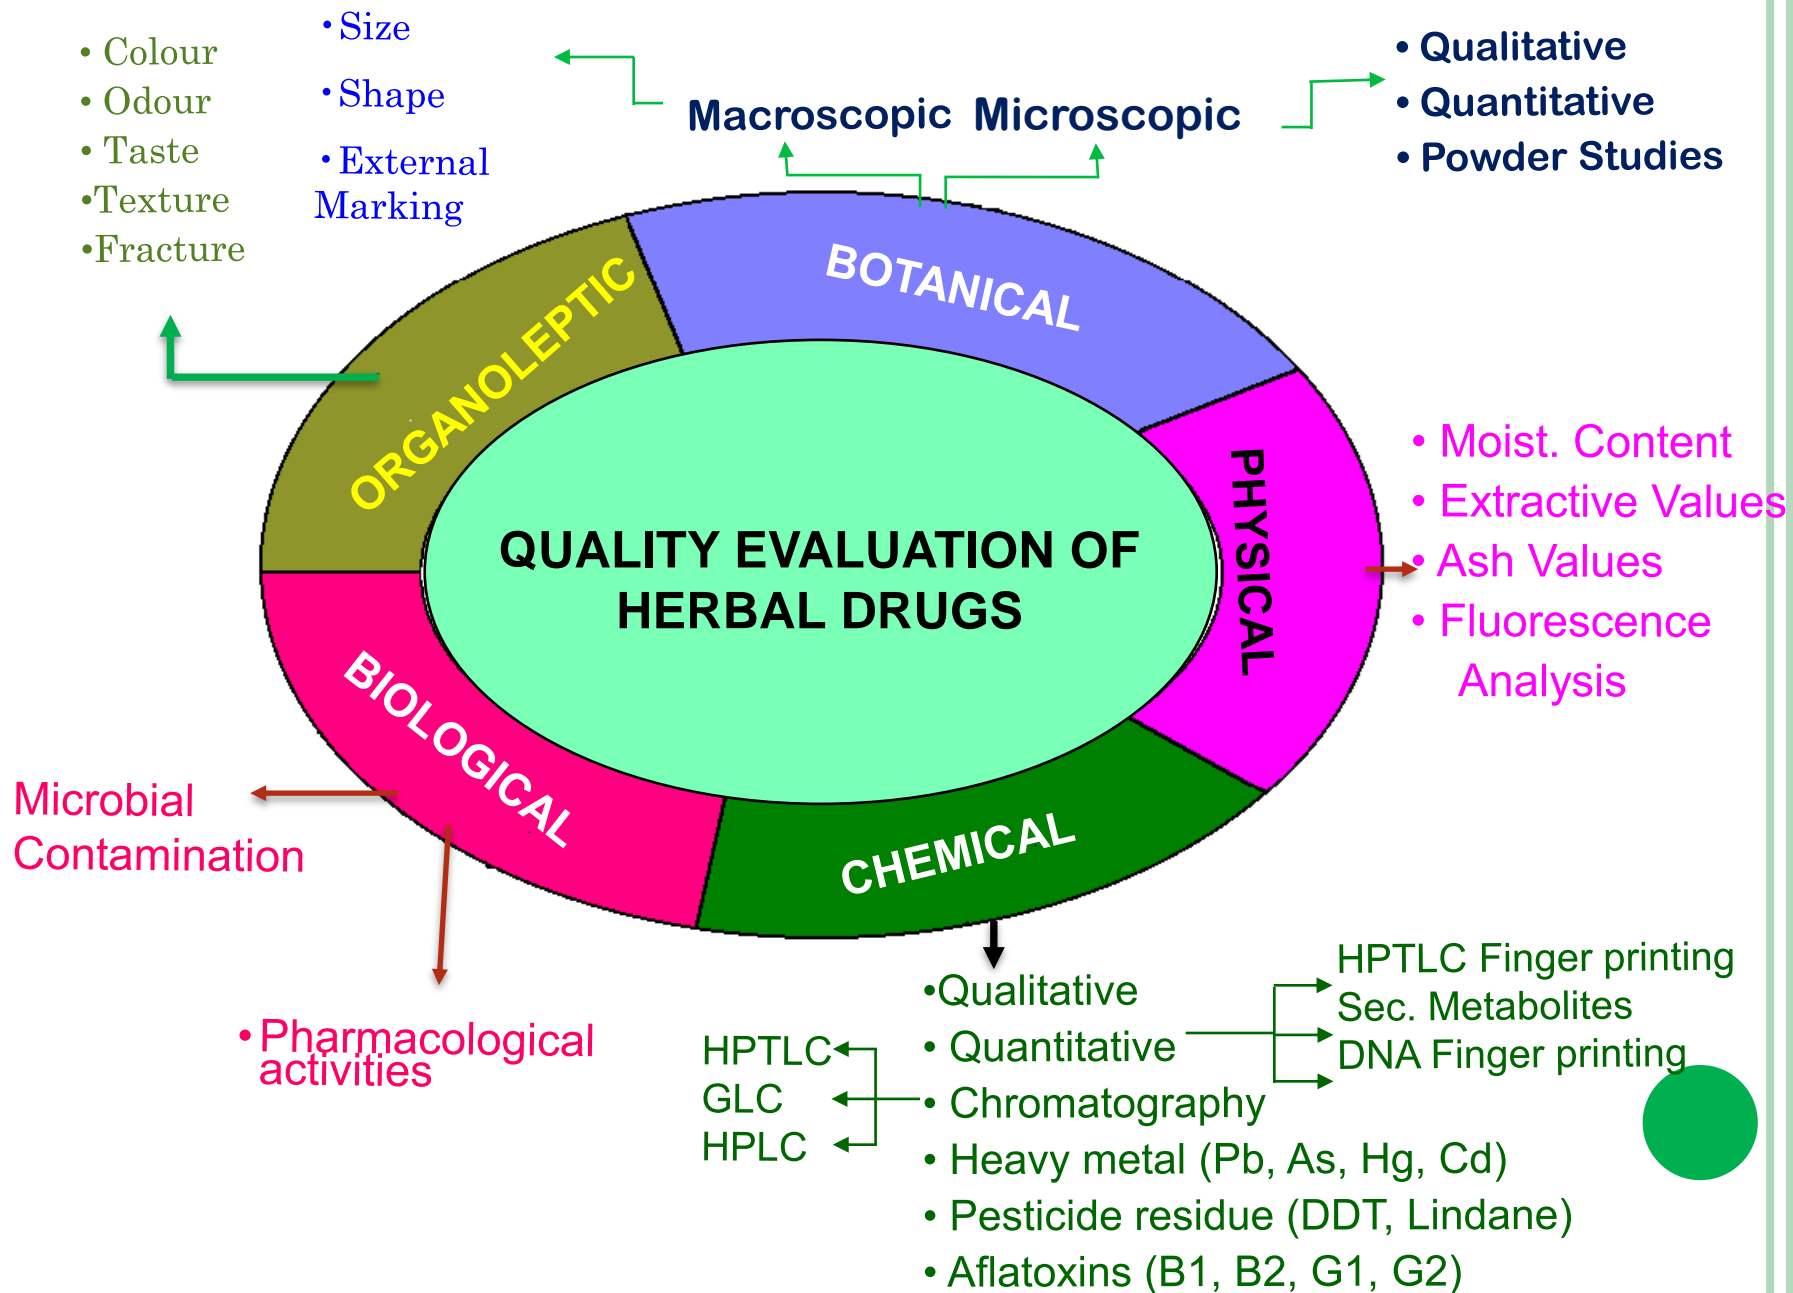 • Colour
• Odour
• Taste
•Texture
•Fracture
• Size
• Shape
• External
Marking
Macroscopic
Microscopic
• Qualitative
• Quantitative
• Powder Studies
ORGANOLEPTIC
BOTANICAL
PHYSICAL
CHEMICAL
BIOLOGICAL
QUALITY EVALUATION OF
HERBAL DRUGS
• Moist. Content
• Extractive Values
• Ash Values
• Fluorescence
Analysis
Microbial
Contamination
• Pharmacological
activities
•Qualitative
• Quantitative
• Chromatography
• Heavy metal (Pb, As, Hg, Cd)
• Pesticide residue (DDT, Lindane)
• Aflatoxins (B1, B2, G1, G2)
HPTLC
GLC
HPLC
HPTLC Finger printing
Sec. Metabolites
DNA Finger printing